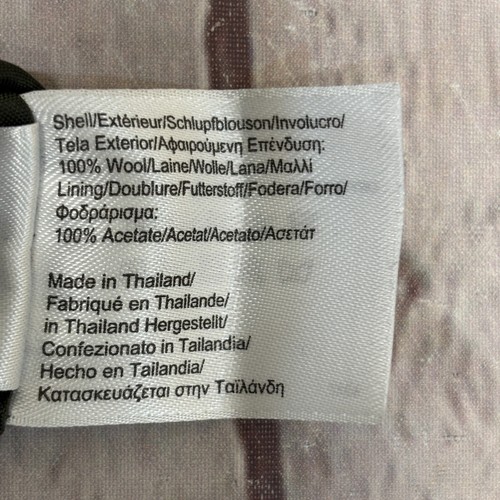 Shell/Extérieur/Schlupfblouson/Involucro/
Tela Exterior/Αφαιρούμενη Επένδυση:
100% Wool/Laine/Wolle/Lana/Μαλλί
Lining/Doublure/Futterstoff/Fodera/Forro/
Φοδράρισμα:
100% Acetate/Acetat/Acetato/Ασετάτ
Made in Thailand/
Fabriqué en Thailande/
in Thailand Hergestellt/
Confezionato in Tailandia/
Hecho en Tailandia/
Κατασκευάζεται στην Ταϊλάνδη